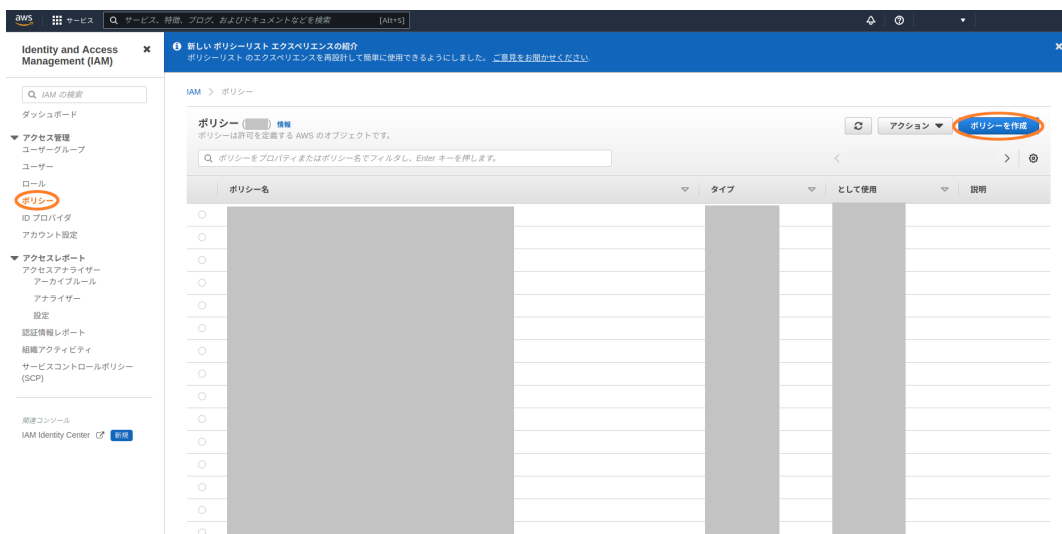 aws サービス サービス、特徴、ブログ、およびドキュメントなどを検索 [Alt+S]
Identity and Access Management (IAM)
IAM の検索
ダッシュボード
アクセス管理
ユーザーグループ
ユーザー
ロール
ポリシー
ID プロバイダ
アカウント設定
アクセスレポート
アクセスアナライザー
アーカイブルール
アナライザー
設定
認証情報レポート
組織アクティビティ
サービスコントロールポリシー
(SCP)
関連コンソール
IAM Identity Center 新規
新しい ポリシーリスト エクスペリエンスの紹介
ポリシーリスト のエクスペリエンスを再設計して簡単に使用できるようにしました。 ご意見をお聞かせください.
IAM > ポリシー
ポリシー ( ) 情報
ポリシーは許可を定義する AWS のオブジェクトです。
アクション ポリシーを作成
ポリシーをプロパティまたはポリシー名でフィルタし、Enter キーを押します。
ポリシー名 タイプ として使用 説明